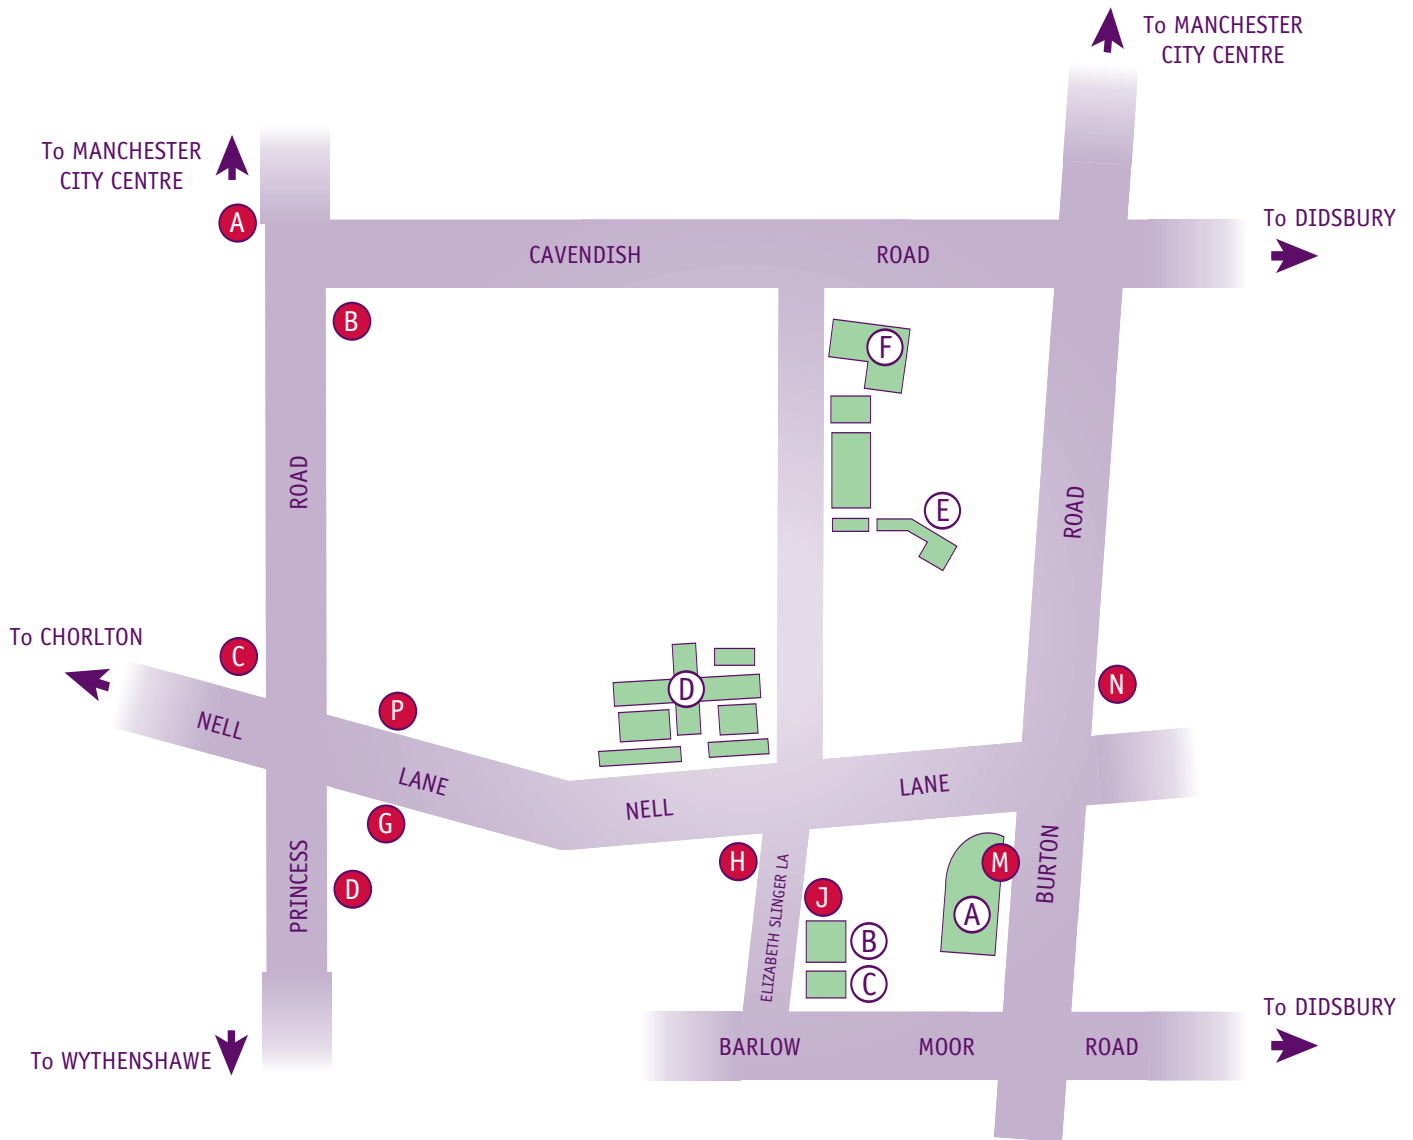 To MANCHESTER
CITY CENTRE
To MANCHESTER
CITY CENTRE
A
To DIDSBURY
CAVENDISH ROAD
B
F
ROAD
ROAD
E
To CHORLTON
C
D
N
P
NELL
LANE
LANE
NELL
G
H
ELIZABETH SLINGER LA
J
M
BURTON
PRINCESS
D
A
B
C
To DIDSBURY
BARLOW MOOR ROAD
To WYTHENSHAWE